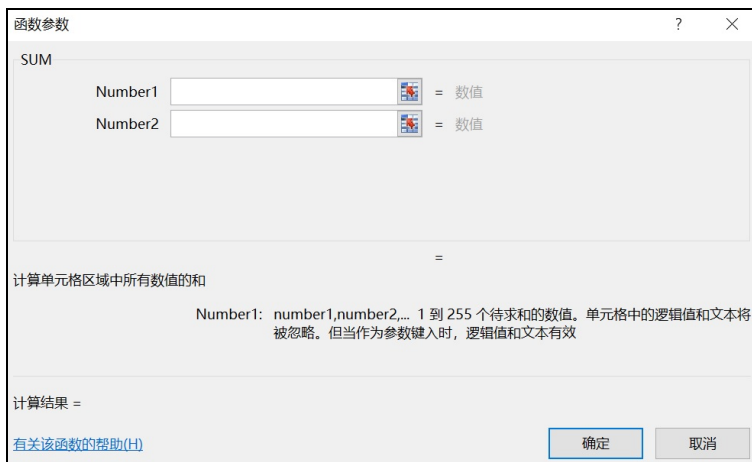 函数参数 ?
SUM
Number1 = 数值
Number2 = 数值
=
计算单元格区域中所有数值的和
Number1: number1,number2,... 1 到 255 个待求和的数值。单元格中的逻辑值和文本将
被忽略。但当作为参数键入时，逻辑值和文本有效
计算结果 =
有关该函数的帮助(H) 确定 取消